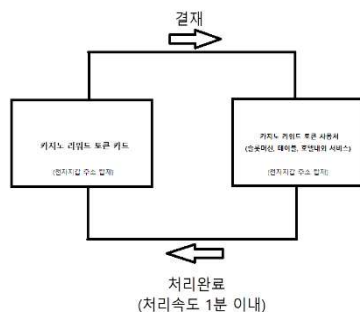 결재
카지노 리워드 토큰 카드
(전자지갑 주소 탑재)
카지노 리워드 토큰 사용처
(슬롯머신, 테이블, 호텔내외 서비스)
(전자지갑 주소 탑재)
처리완료
(처리속도 1분 이내)